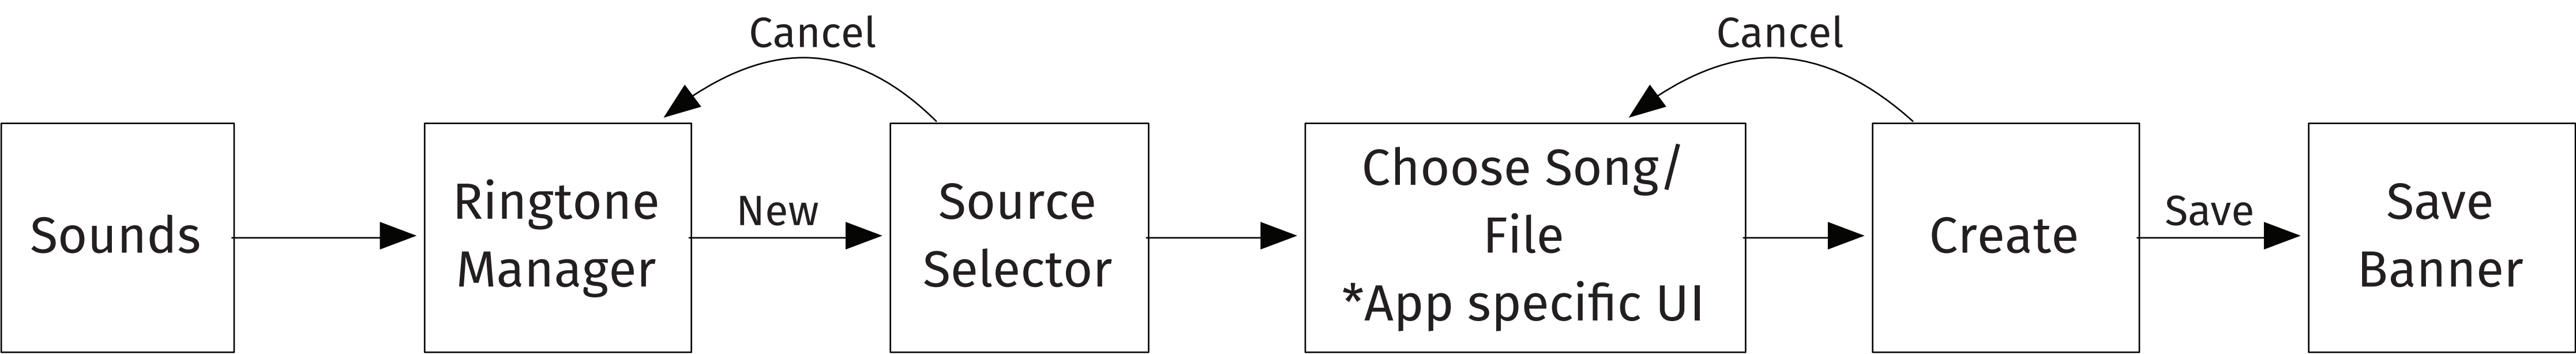 Cancel
Cancel
Sounds
Ringtone
Manager
New
Source
Selector
Choose Song/
File
*App specific UI
Create
Save
Save
Banner